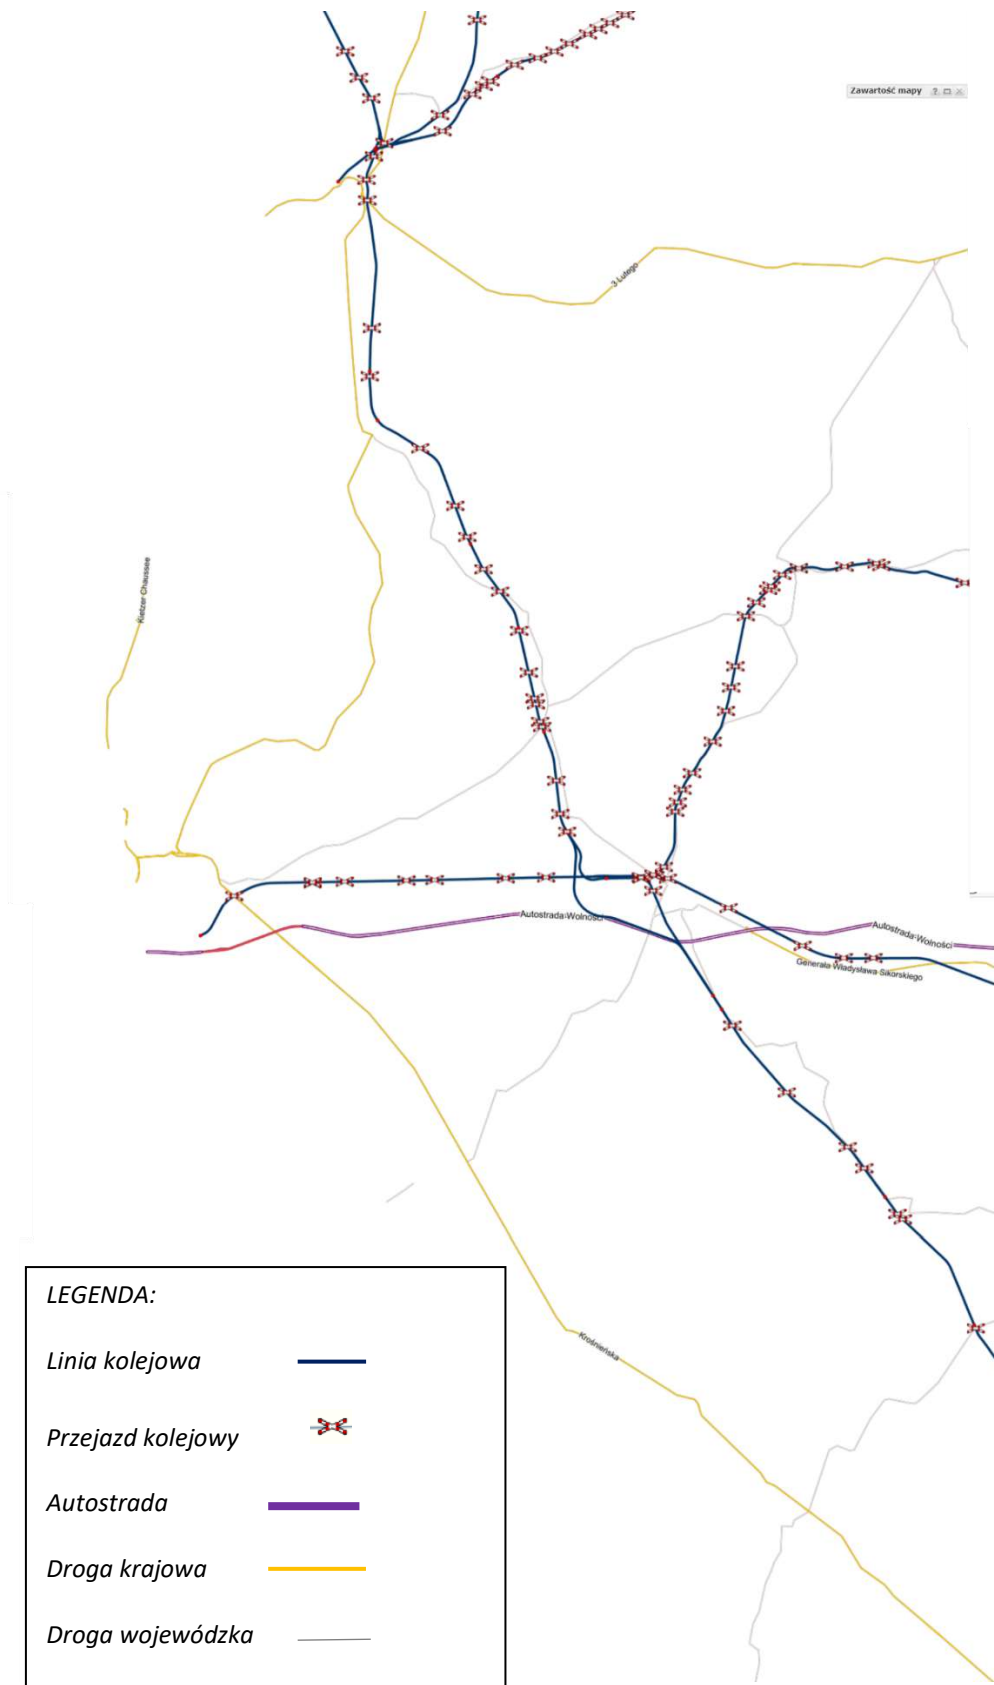 Zawartość mapy ? 
3 Lutego
Kietzer Chaussee
Autostrada Wolności
Autostrada Wolności
Generała Władysława Sikorskiego
Krośnieńska
LEGENDA:
Linia kolejowa
Przejazd kolejowy
Autostrada
Droga krajowa
Droga wojewódzka